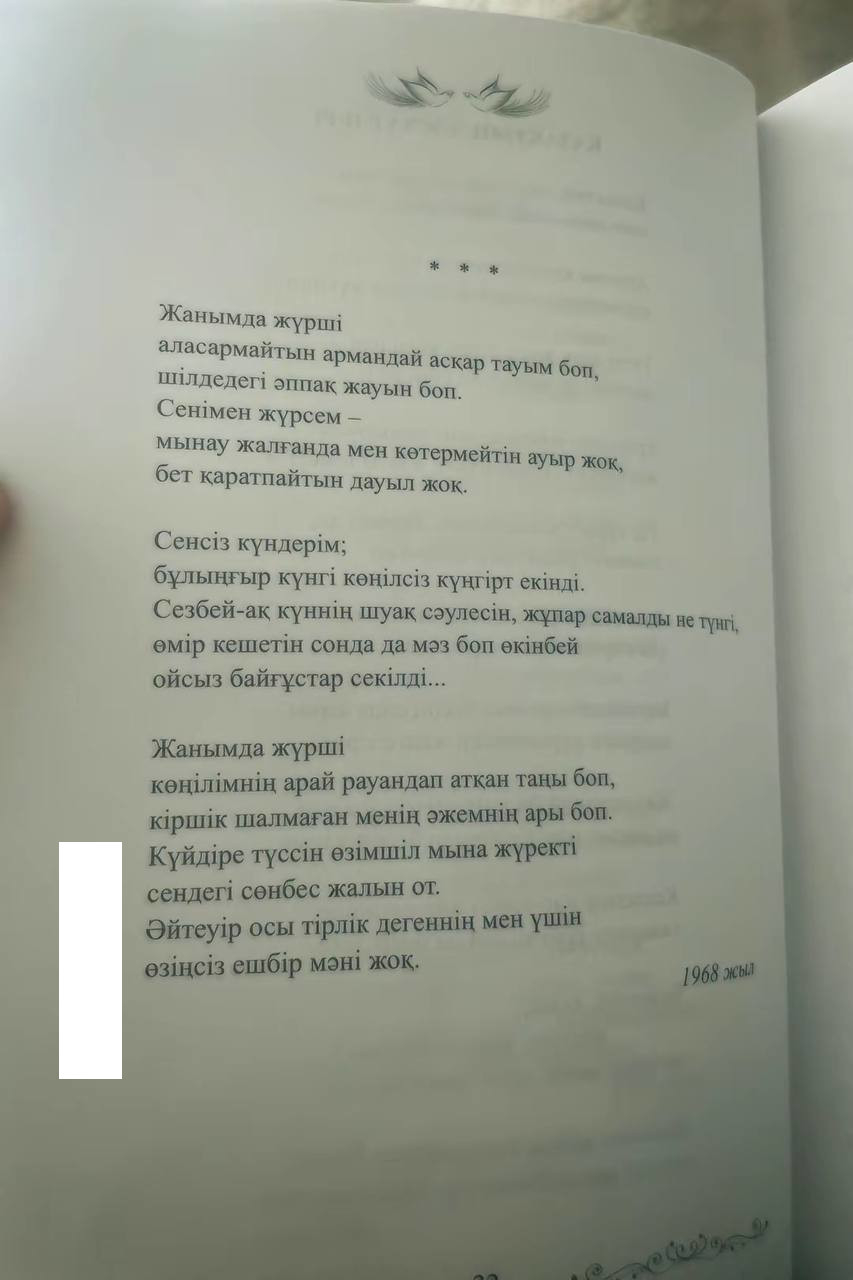 * * *
Жанымда жүрші
аласармайтын армандай асқар тауым боп,
шілдедегі әппақ жауын боп.
Сенімен жүрсем –
мынау жалғанда мен көтермейтін ауыр жоқ,
бет қаратпайтын дауыл жоқ.
Сенсіз күндерім;
бұлыңғыр күнгі көңілсіз күңгірт екінді.
Сезбей-ақ күннің шуақ сәулесін, жұпар самалды не түнгі,
өмір кешетін сонда да мәз боп өкінбей
ойсыз байғұстар секілді...
Жанымда жүрші
көңілімнің арай рауандап атқан таңы боп,
кіршік шалмаған менің әжемнің ары боп.
Күйдіре түссін өзімшіл мына жүректі
сендегі сөнбес жалын от.
Әйтеуір осы тірлік дегеннің мен үшін
өзіңсіз ешбір мәні жоқ.
1968 жыл